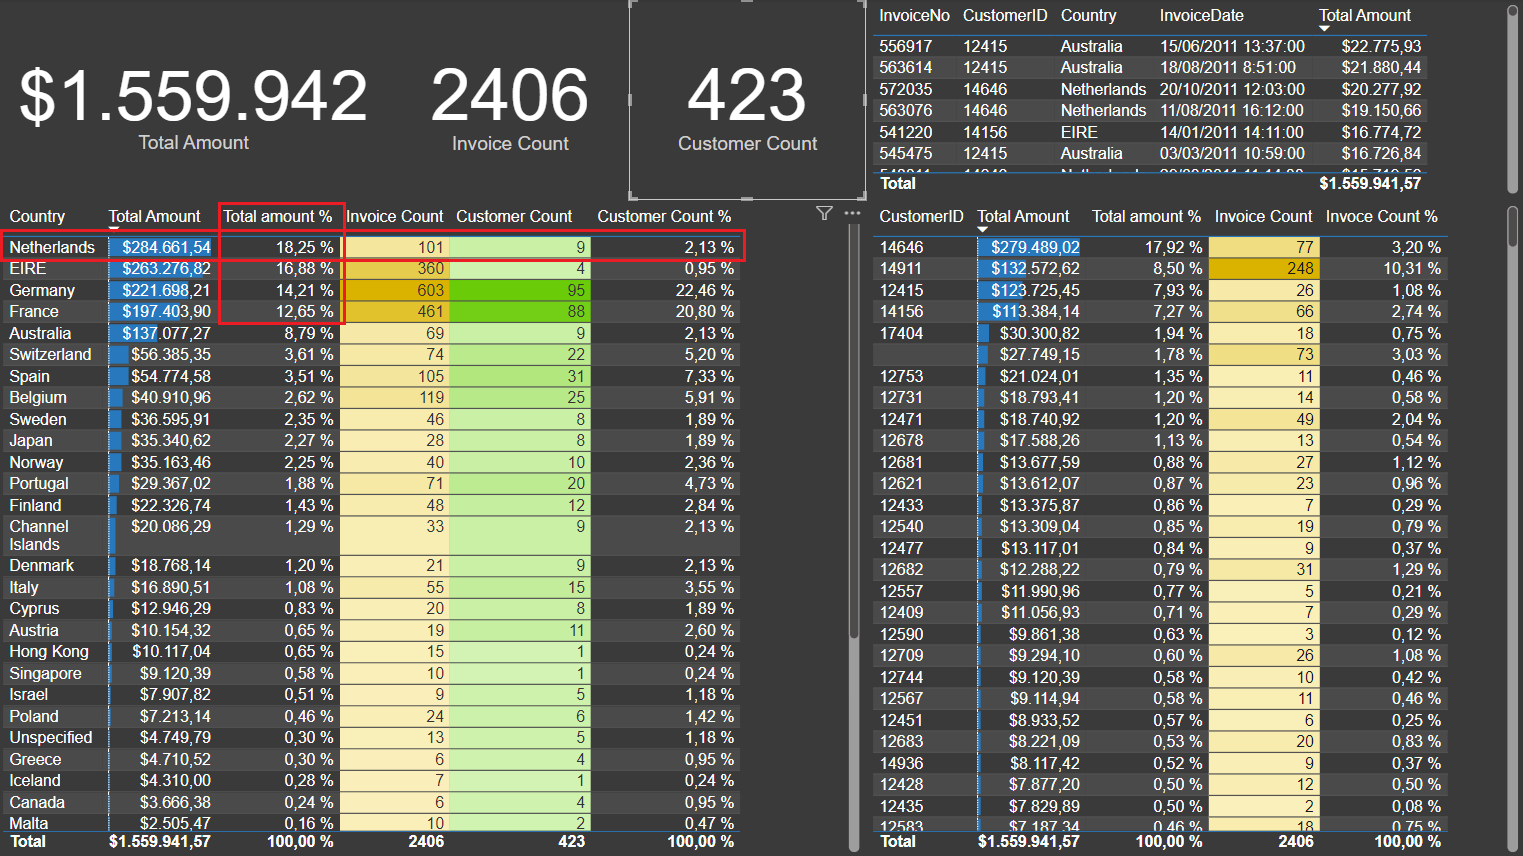 $1.559.942
Total Amount
2406
Invoice Count
423
Customer Count
InvoiceNo CustomerID Country InvoiceDate Total Amount
556917 12415 Australia 15/06/2011 13:37:00 $22.775,93
563614 12415 Australia 18/08/2011 8:51:00 $21.880,44
572035 14646 Netherlands 20/10/2011 12:03:00 $20.277,92
563076 14646 Netherlands 11/08/2011 16:12:00 $19.150,66
541220 14156 EIRE 14/01/2011 14:11:00 $16.774,72
545475 12415 Australia 03/03/2011 10:59:00 $16.726,84
Total $1.559.941,57
Country Total Amount Total amount % Invoice Count Customer Count Customer Count %
Netherlands $284.661,54 18,25 % 101 9 2,13 %
EIRE $263.276,82 16,88 % 360 4 0,95 %
Germany $221.698,21 14,21 % 603 95 22,46 %
France $197.403,90 12,65 % 461 88 20,80 %
Australia $137.077,27 8,79 % 69 9 2,13 %
Switzerland $56.385,35 3,61 % 74 22 5,20 %
Spain $54.774,58 3,51 % 105 31 7,33 %
Belgium $40.910,96 2,62 % 119 25 5,91 %
Sweden $36.595,91 2,35 % 46 8 1,89 %
Japan $35.340,62 2,27 % 28 8 1,89 %
Norway $35.163,46 2,25 % 40 10 2,36 %
Portugal $29.367,02 1,88 % 71 20 4,73 %
Finland $22.326,74 1,43 % 48 12 2,84 %
Channel $20.086,29 1,29 % 33 9 2,13 %
Islands
Denmark $18.768,14 1,20 % 21 9 2,13 %
Italy $16.890,51 1,08 % 55 15 3,55 %
Cyprus $12.946,29 0,83 % 20 8 1,89 %
Austria $10.154,32 0,65 % 19 11 2,60 %
Hong Kong $10.117,04 0,65 % 15 1 0,24 %
Singapore $9.120,39 0,58 % 10 1 0,24 %
Israel $7.907,82 0,51 % 9 5 1,18 %
Poland $7.213,14 0,46 % 24 6 1,42 %
Unspecified $4.749,79 0,30 % 13 5 1,18 %
Greece $4.710,52 0,30 % 6 4 0,95 %
Iceland $4.310,00 0,28 % 7 1 0,24 %
Canada $3.666,38 0,24 % 6 4 0,95 %
Malta $2.505,47 0,16 % 10 2 0,47 %
Total $1.559.941,57 100,00 % 2406 423 100,00 %
CustomerID Total Amount Total amount % Invoice Count Invoce Count %
14646 $279.489,02 17,92 % 77 3,20 %
14911 $132.572,62 8,50 % 248 10,31 %
12415 $123.725,45 7,93 % 26 1,08 %
14156 $113.384,14 7,27 % 66 2,74 %
17404 $30.300,82 1,94 % 18 0,75 %
$27.749,15 1,78 % 73 3,03 %
12753 $21.024,01 1,35 % 11 0,46 %
12731 $18.793,41 1,20 % 14 0,58 %
12471 $18.740,92 1,20 % 49 2,04 %
12678 $17.588,26 1,13 % 13 0,54 %
12681 $13.677,59 0,88 % 27 1,12 %
12621 $13.612,07 0,87 % 23 0,96 %
12433 $13.375,87 0,86 % 7 0,29 %
12540 $13.309,04 0,85 % 19 0,79 %
12477 $13.117,01 0,84 % 9 0,37 %
12682 $12.288,22 0,79 % 31 1,29 %
12557 $11.990,96 0,77 % 5 0,21 %
12409 $11.056,93 0,71 % 7 0,29 %
12590 $9.861,38 0,63 % 3 0,12 %
12709 $9.294,10 0,60 % 26 1,08 %
12744 $9.120,39 0,58 % 10 0,42 %
12567 $9.114,94 0,58 % 11 0,46 %
12451 $8.933,52 0,57 % 6 0,25 %
12683 $8.221,09 0,53 % 20 0,83 %
14936 $8.117,42 0,52 % 9 0,37 %
12428 $7.877,20 0,50 % 12 0,50 %
12435 $7.829,89 0,50 % 2 0,08 %
12583 $7.187,34 0,46 % 18 0,75 %
Total $1.559.941,57 100,00 % 2406 100,00 %